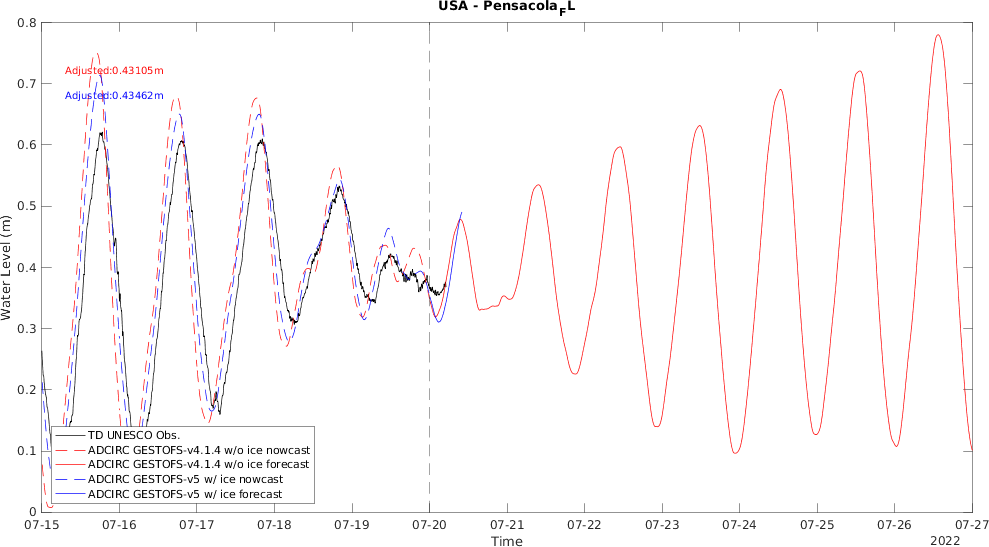 USA - Pensacola_FL
0.8
0.7
0.6
0.5
0.4
0.3
0.2
0.1
0
Water Level (m)
Adjusted:0.43105m
Adjusted:0.43462m
TD UNESCO Obs.
ADCIRC GESTOFS-v4.1.4 w/o ice nowcast
ADCIRC GESTOFS-v4.1.4 w/o ice forecast
ADCIRC GESTOFS-v5 w/ ice nowcast
ADCIRC GESTOFS-v5 w/ ice forecast
07-15 07-16 07-17 07-18 07-19 07-20 07-21 07-22 07-23 07-24 07-25 07-26 07-27
Time
2022